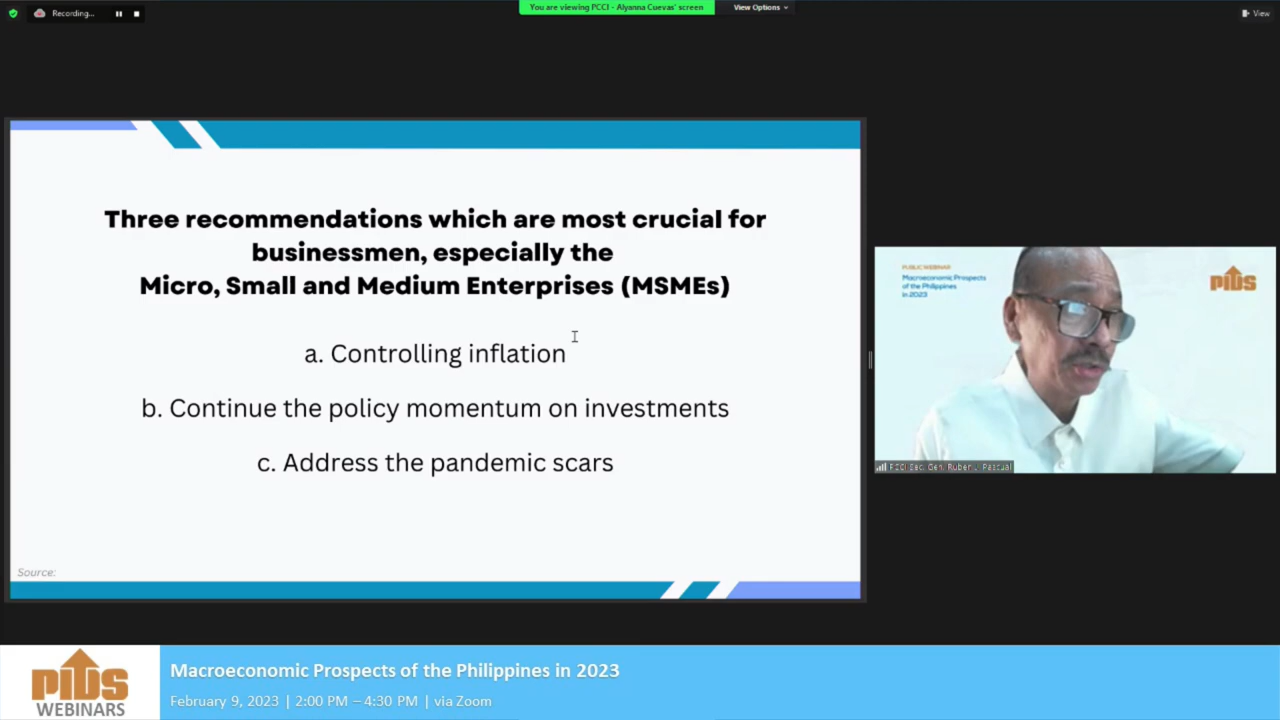 Recording...
You are viewing PCCI - Alyanna Cuevas' screen
View Options
View
Three recommendations which are most crucial for
businessmen, especially the
Micro, Small and Medium Enterprises (MSMEs)
a. Controlling inflation
b. Continue the policy momentum on investments
c. Address the pandemic scars
Source:
PUBLIC WEBINAR
Macroeconomic Prospects
of the Philippines
in 2023
PIDS
PCCI Sec. Gen. Ruben J. Pascual
PIDS
WEBINARS
Macroeconomic Prospects of the Philippines in 2023
February 9, 2023 | 2:00 PM – 4:30 PM | via Zoom